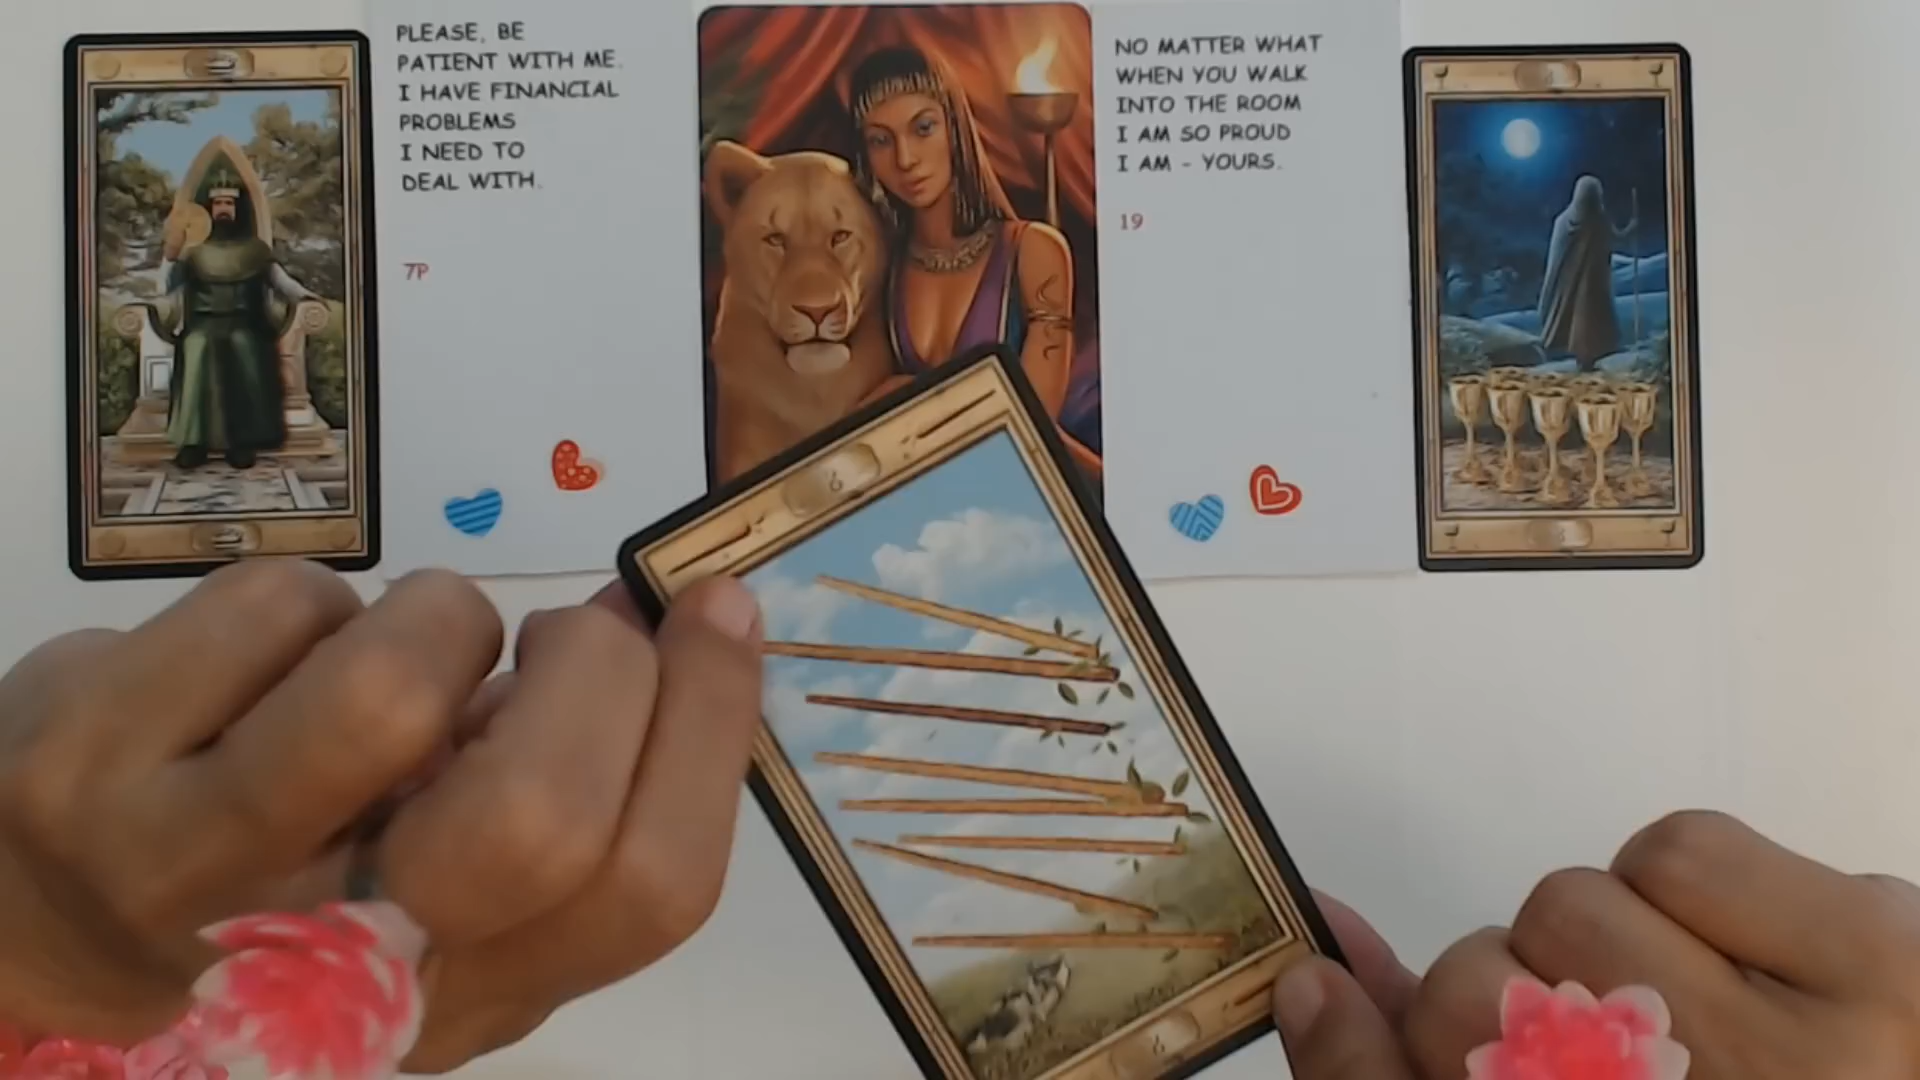 PLEASE, BE
PATIENT WITH ME.
I HAVE FINANCIAL
PROBLEMS
I NEED TO
DEAL WITH.
7P
NO MATTER WHAT
WHEN YOU WALK
INTO THE ROOM
I AM SO PROUD
I AM - YOURS.
19